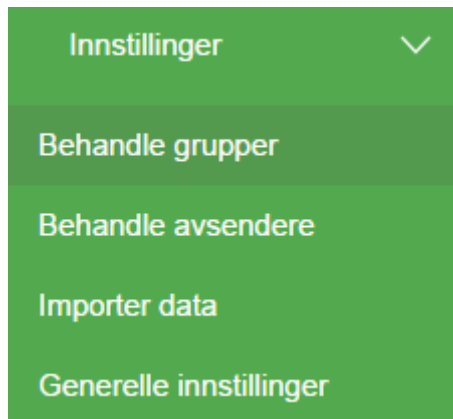 Innstillinger
Behandle grupper
Behandle avsendere
Importer data
Generelle innstillinger